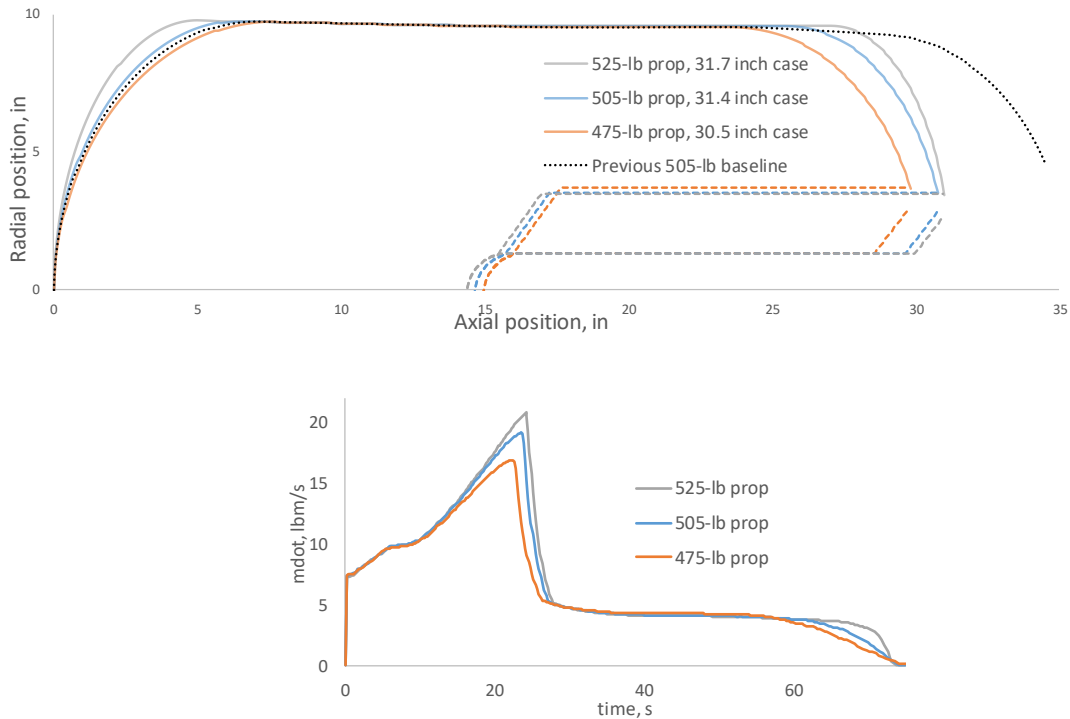 10
5
0
Radial position, in
525-lb prop, 31.7 inch case
505-lb prop, 31.4 inch case
475-lb prop, 30.5 inch case
Previous 505-lb baseline
0 5 10 15 20 25 30 35
Axial position, in
20
15
10
5
0
mdot, lbm/s
525-lb prop
505-lb prop
475-lb prop
0 20 40 60
time, s